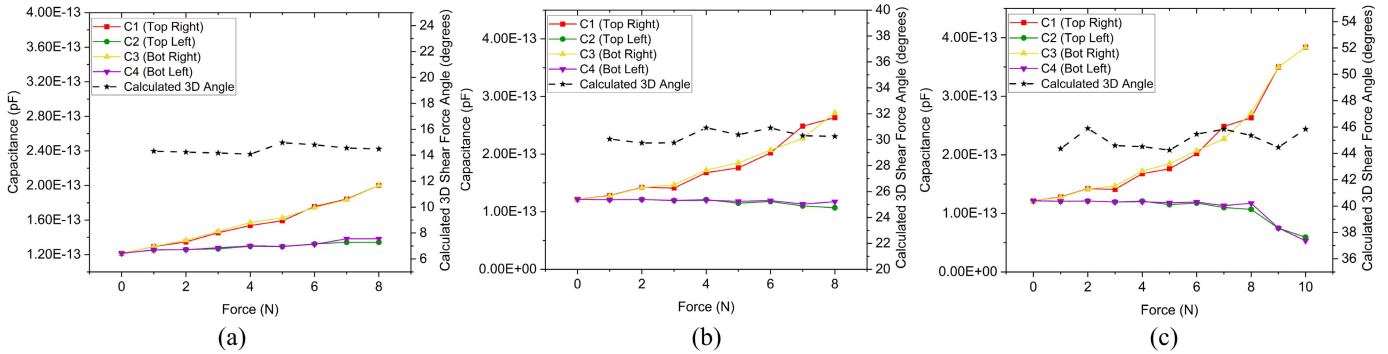 4.00E-13
3.60E-13
3.20E-13
2.80E-13
2.40E-13
2.00E-13
1.60E-13
1.20E-13
Capacitance (pF)
C1 (Top Right)
C2 (Top Left)
C3 (Bot Right)
C4 (Bot Left)
Calculated 3D Angle
24
22
20
18
16
14
12
10
8
6
Calculated 3D Shear Force Angle (degrees)
0 2 4 6 8
Force (N)
(a)
4.50E-13
3.00E-13
2.00E-13
1.00E-13
0.00E+00
Capacitance (pF)
C1 (Top Right)
C2 (Top Left)
C3 (Bot Right)
C4 (Bot Left)
Calculated 3D Angle
40
38
36
34
32
30
28
26
24
22
20
Calculated 3D Shear Force Angle (degrees)
0 2 4 6 8
Force (N)
(b)
4.00E-13
3.00E-13
2.00E-13
1.00E-13
0.00E+00
Capacitance (pF)
C1 (Top Right)
C2 (Top Left)
C3 (Bot Right)
C4 (Bot Left)
Calculated 3D Angle
54
52
50
48
46
44
42
40
38
36
Calculated 3D Shear Force Angle (degrees)
0 2 4 6 8 10
Force (N)
(c)